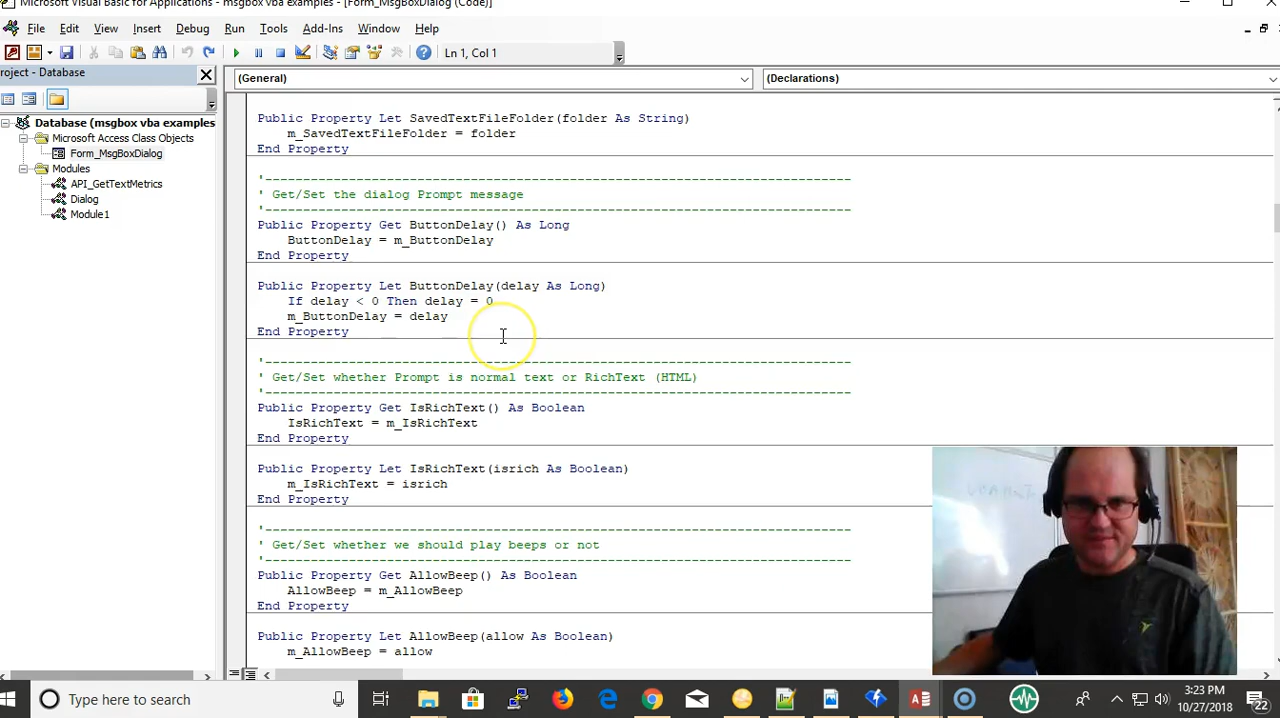 Microsoft Visual Basic for Applications - msgbox vba examples - [Form_MsgBoxDialog (Code)]
File Edit View Insert Format Debug Run Tools Add-Ins Window Help
Ln 1, Col 1
roject - Database
(General) (Declarations)
Database (msgbox vba examples
Microsoft Access Class Objects
Form_MsgBoxDialog
Modules
API_GetTextMetrics
Dialog
Module1
Public Property Let SavedTextFileFolder(folder As String)
m_SavedTextFileFolder = folder
End Property
'------------------------------------------------------------------------------
' Get/Set the dialog Prompt message
'------------------------------------------------------------------------------
Public Property Get ButtonDelay() As Long
ButtonDelay = m_ButtonDelay
End Property
Public Property Let ButtonDelay(delay As Long)
If delay < 0 Then delay = 0
m_ButtonDelay = delay
End Property
'------------------------------------------------------------------------------
' Get/Set whether Prompt is normal text or RichText (HTML)
'------------------------------------------------------------------------------
Public Property Get IsRichText() As Boolean
IsRichText = m_IsRichText
End Property
Public Property Let IsRichText(isrich As Boolean)
m_IsRichText = isrich
End Property
'------------------------------------------------------------------------------
' Get/Set whether we should play beeps or not
'------------------------------------------------------------------------------
Public Property Get AllowBeep() As Boolean
AllowBeep = m_AllowBeep
End Property
Public Property Let AllowBeep(allow As Boolean)
m_AllowBeep = allow
Type here to search
3:23 PM
10/27/2018
22